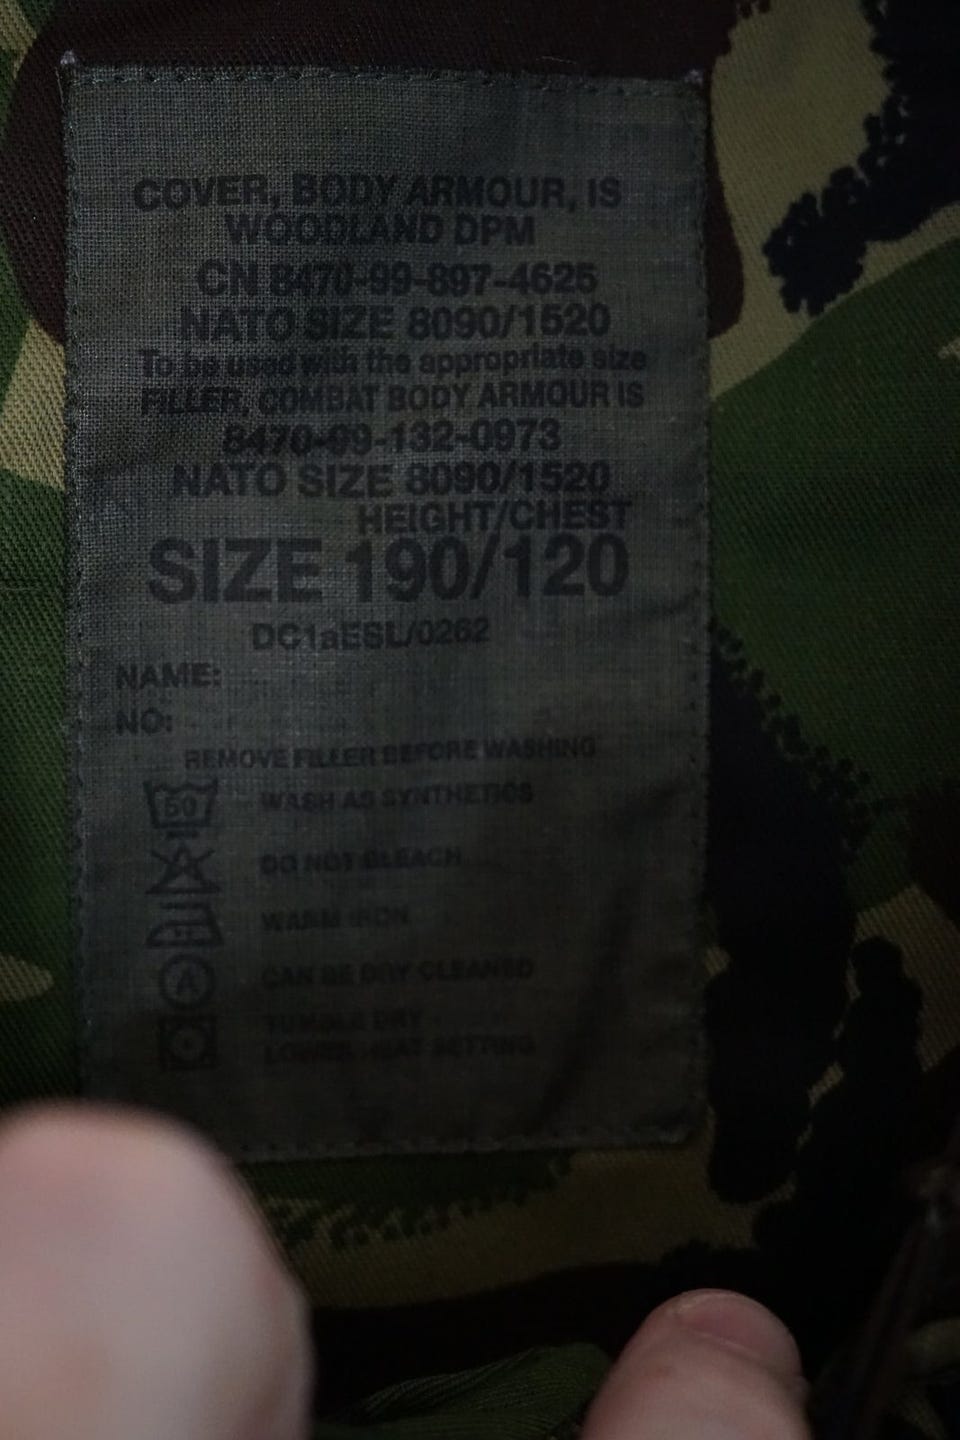 COVER, BODY ARMOUR, IS
WOODLAND DPM
CN 8470-99-897-4625
NATO SIZE 8090/1520
To be used with the appropriate size
FILLER, COMBAT BODY ARMOUR IS
8470-99-132-0973
NATO SIZE 8090/1520
HEIGHT/CHEST
SIZE 190/120
DC1aESL/0262
NAME:
NO:
REMOVE FILLER BEFORE WASHING
50 WASH AS SYNTHETICS
DO NOT BLEACH
WARM IRON
A CAN BE DRY CLEANED
TUMBLE DRY
LOWER HEAT SETTING